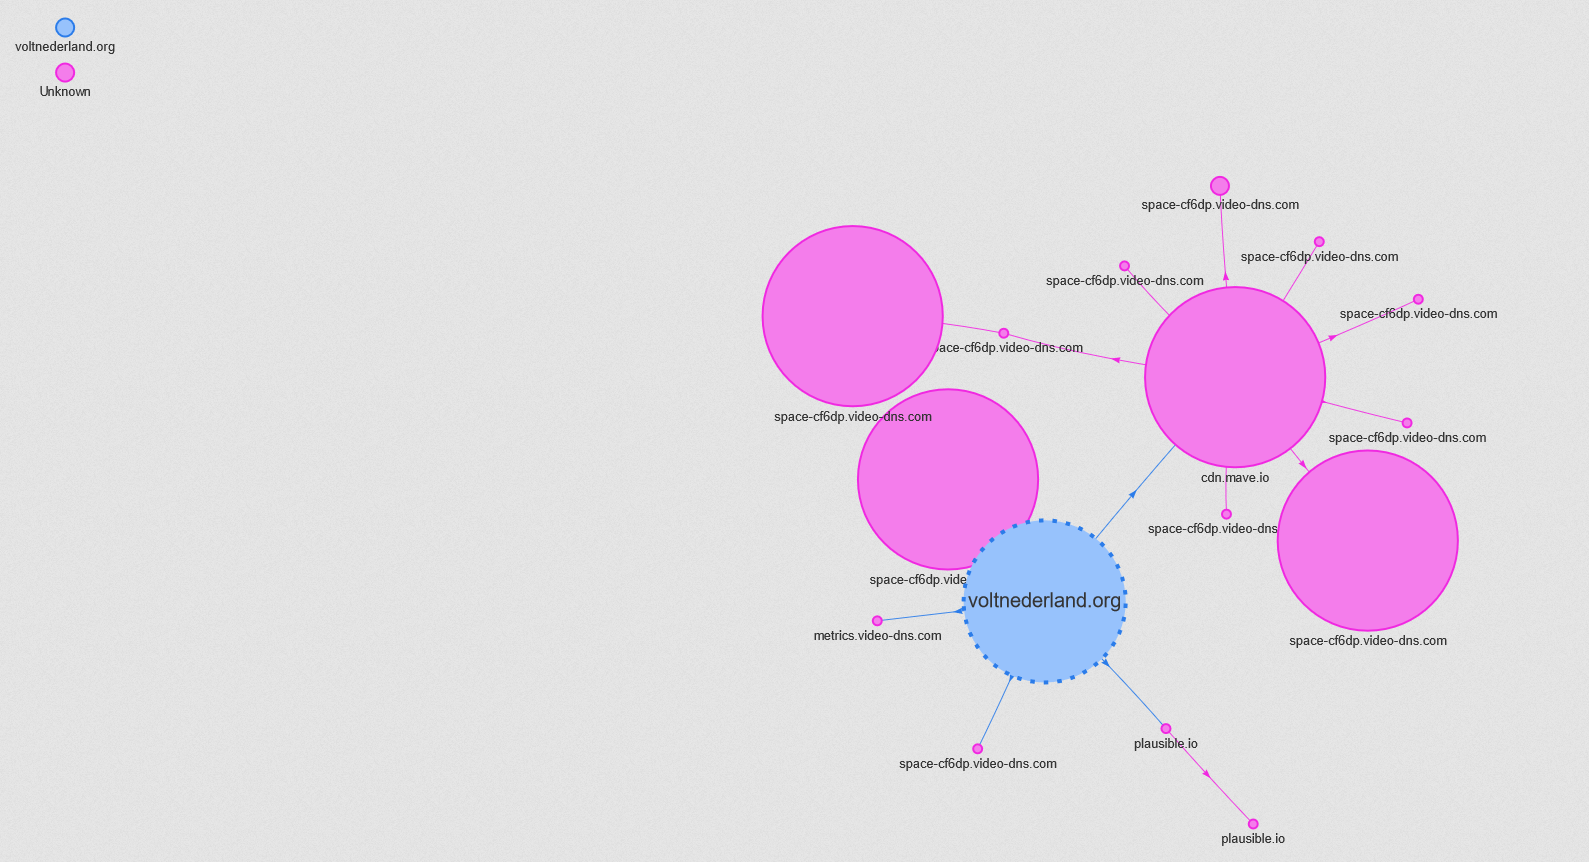 voltnederland.org
Unknown
space-cf6dp.video-dns.com
space-cf6dp.video-dns.com
space-cf6dp.video-dns.com
space-cf6dp.video-dns.com
ace-cf6dp.video-dns.com
space-cf6dp.video-dns.com
space-cf6dp.video-dns.com
cdn.mave.io
space-cf6dp.video-dns
space-cf6dp.vide
voltnederland.org
metrics.video-dns.com
space-cf6dp.video-dns.com
plausible.io
space-cf6dp.video-dns.com
plausible.io